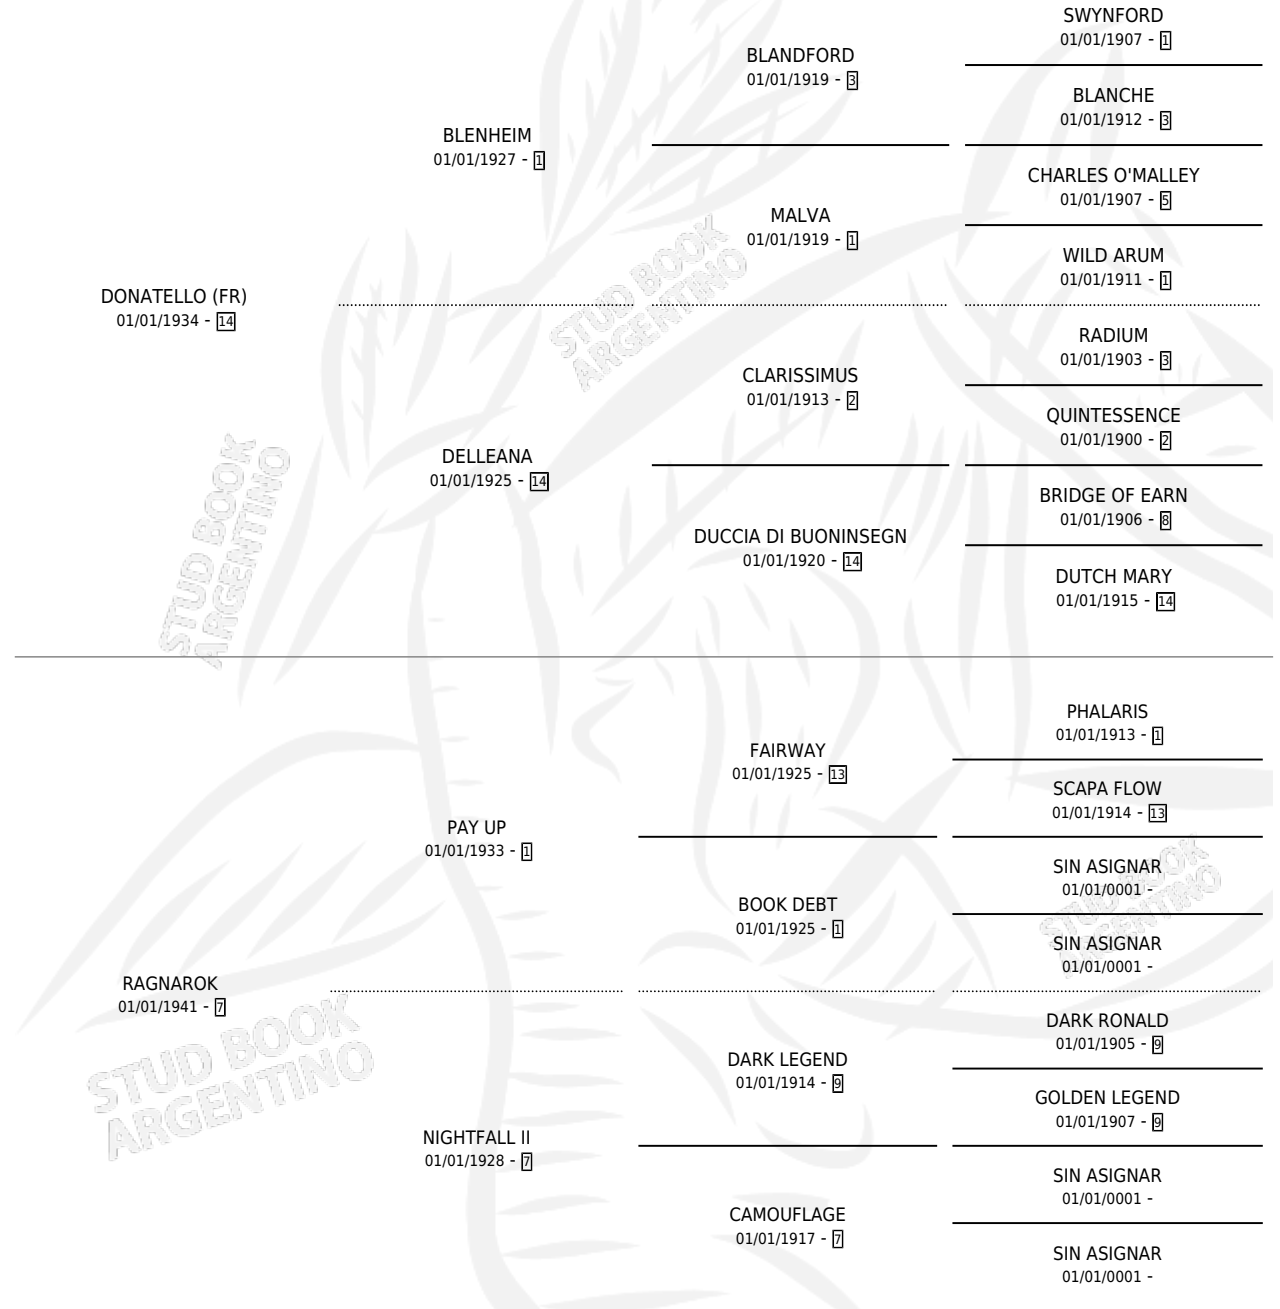 SWYNFORD
01/01/1907 - 1
BLANDFORD
01/01/1919 - 3
BLANCHE
01/01/1912 - 3
BLENHEIM
01/01/1927 - 1
CHARLES O'MALLEY
01/01/1907 - 5
MALVA
01/01/1919 - 1
WILD ARUM
01/01/1911 - 1
DONATELLO (FR)
01/01/1934 - 14
RADIUM
01/01/1903 - 3
CLARISSIMUS
01/01/1913 - 2
QUINTESSENCE
01/01/1900 - 2
DELLEANA
01/01/1925 - 14
BRIDGE OF EARN
01/01/1906 - 8
DUCCIA DI BUONINSEGN
01/01/1920 - 14
DUTCH MARY
01/01/1915 - 14
PHALARIS
01/01/1913 - 1
FAIRWAY
01/01/1925 - 13
SCAPA FLOW
01/01/1914 - 13
PAY UP
01/01/1933 - 1
SIN ASIGNAR
01/01/0001 -
BOOK DEBT
01/01/1925 - 1
SIN ASIGNAR
01/01/0001 -
RAGNAROK
01/01/1941 - 7
DARK RONALD
01/01/1905 - 9
DARK LEGEND
01/01/1914 - 9
GOLDEN LEGEND
01/01/1907 - 9
NIGHTFALL II
01/01/1928 - 7
SIN ASIGNAR
01/01/0001 -
CAMOUFLAGE
01/01/1917 - 7
SIN ASIGNAR
01/01/0001 -
STUD BOOK
ARGENTINO
STUD BOOK
ARGENTINO
STUD BOOK
ARGENTINO
STUD BOOK
ARGENTINO